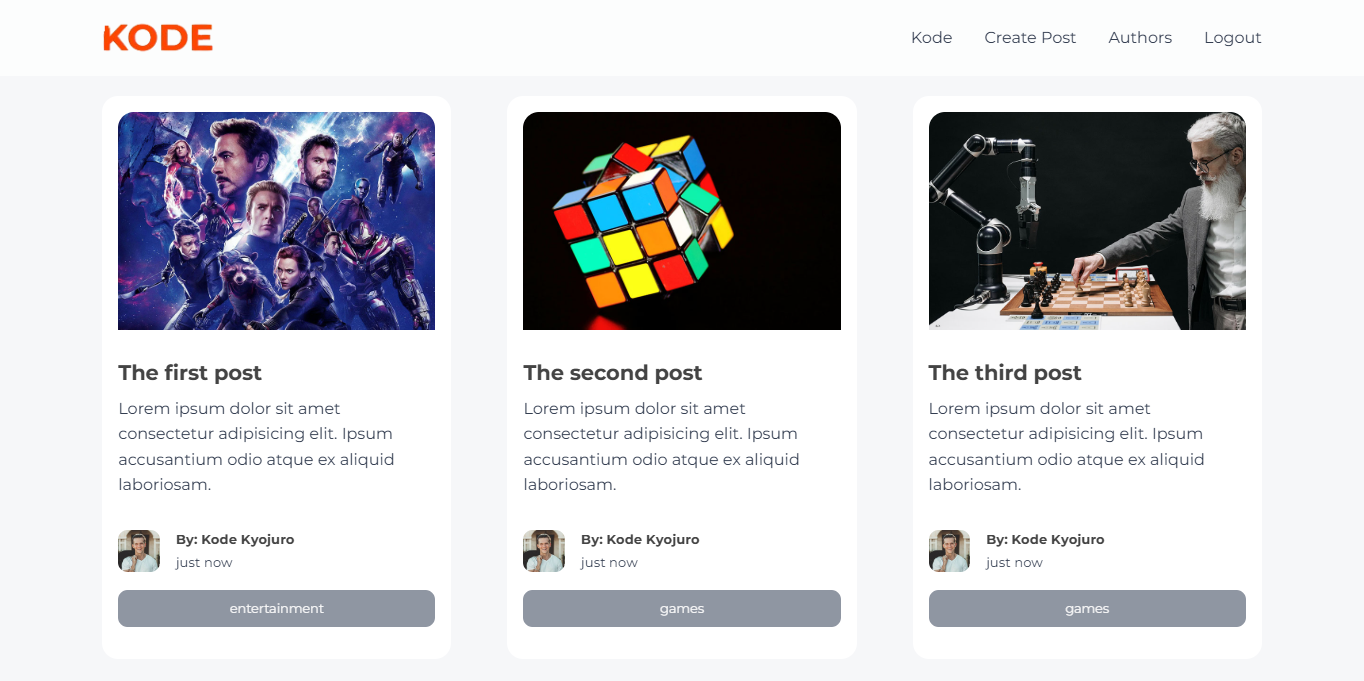 KODE
Kode
Create Post
Authors
Logout
The first post
Lorem ipsum dolor sit amet
consectetur adipisicing elit. Ipsum
accusantium odio atque ex aliquid
laboriosam.
By: Kode Kyojuro
just now
entertainment
The second post
Lorem ipsum dolor sit amet
consectetur adipisicing elit. Ipsum
accusantium odio atque ex aliquid
laboriosam.
By: Kode Kyojuro
just now
games
The third post
Lorem ipsum dolor sit amet
consectetur adipisicing elit. Ipsum
accusantium odio atque ex aliquid
laboriosam.
By: Kode Kyojuro
just now
games